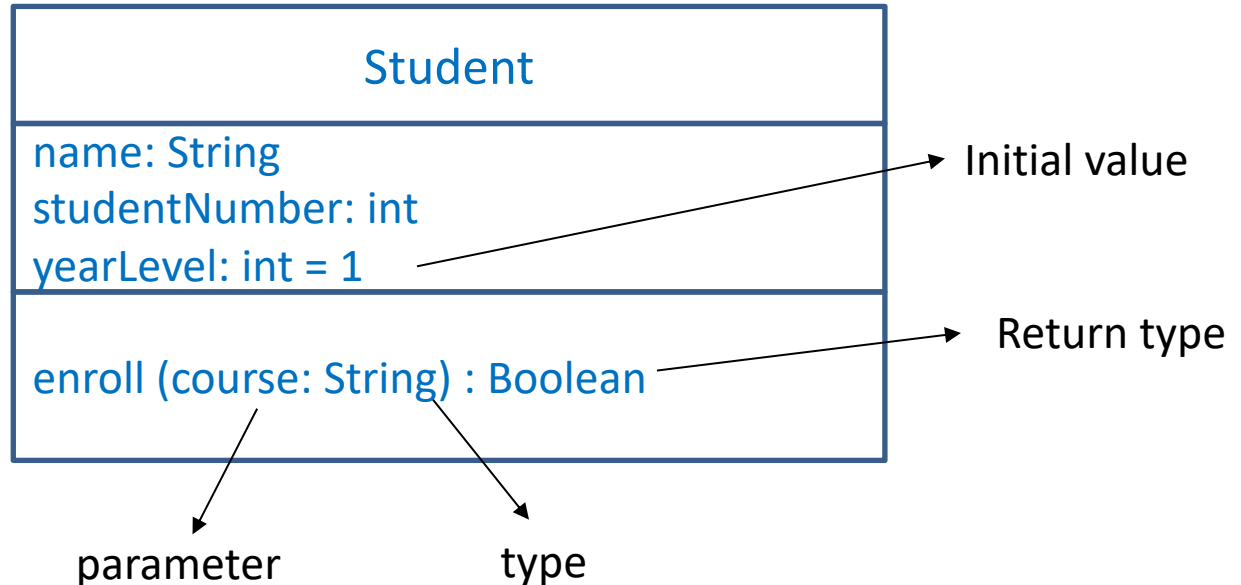 Student
name: String
Initial value
studentNumber: int
yearLevel: int = 1
Return type
enroll (course: String) : Boolean
parameter
type